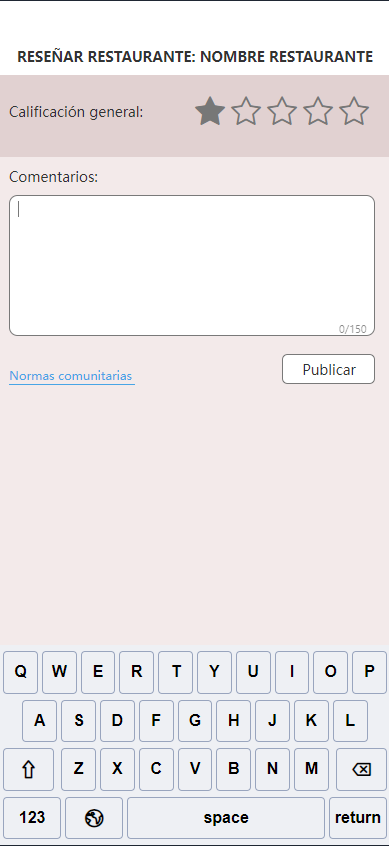 RESEÑAR RESTAURANTE: NOMBRE RESTAURANTE
Calificación general:
Comentarios:
0/150
Normas comunitarias
Publicar
Q W E R T Y U I O P
A S D F G H J K L
Z X C V B N M
123 space return